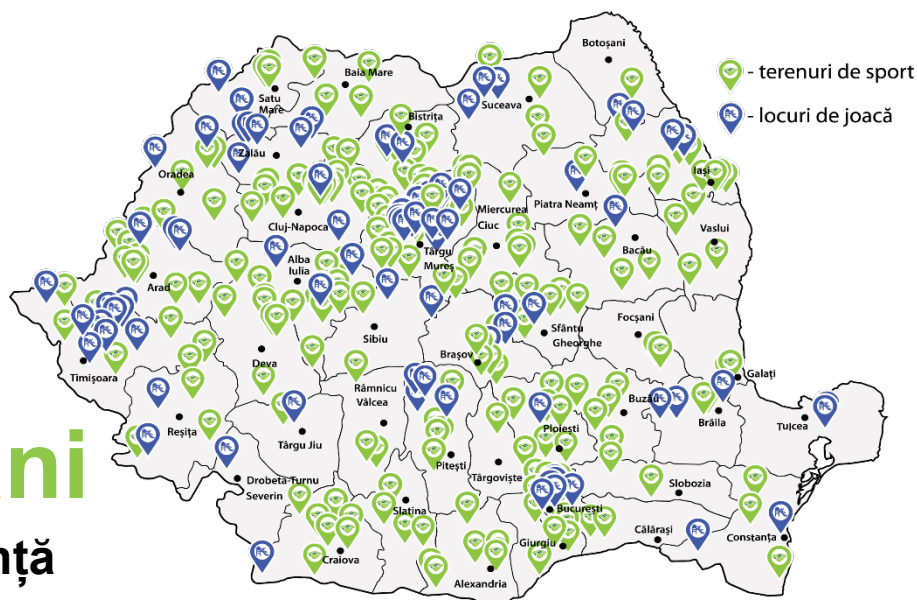 Botoșani
- terenuri de sport
Baia Mare
Satu
Mare
Suceava
- locuri de joacă
Bistrița
Zalău
Iași
Oradea
Piatra Neamț
Miercurea
Ciuc
Cluj-Napoca
Vaslui
Bacău
Târgu
Mureș
Alba
Iulia
Arad
Focșani
Sfântu
Gheorghe
Sibiu
Brașov
Deva
Timișoara
Galați
Râmnicu
Vâlcea
Buzău
Brăila
Tulcea
Reșița
Târgu Jiu
Ploiești
ni
Pitești
Târgoviște
Drobeta-Turnu
Severin
Slobozia
Slatina
București
Călărași
Constanța
Giurgiu
Craiova
nță
Alexandria